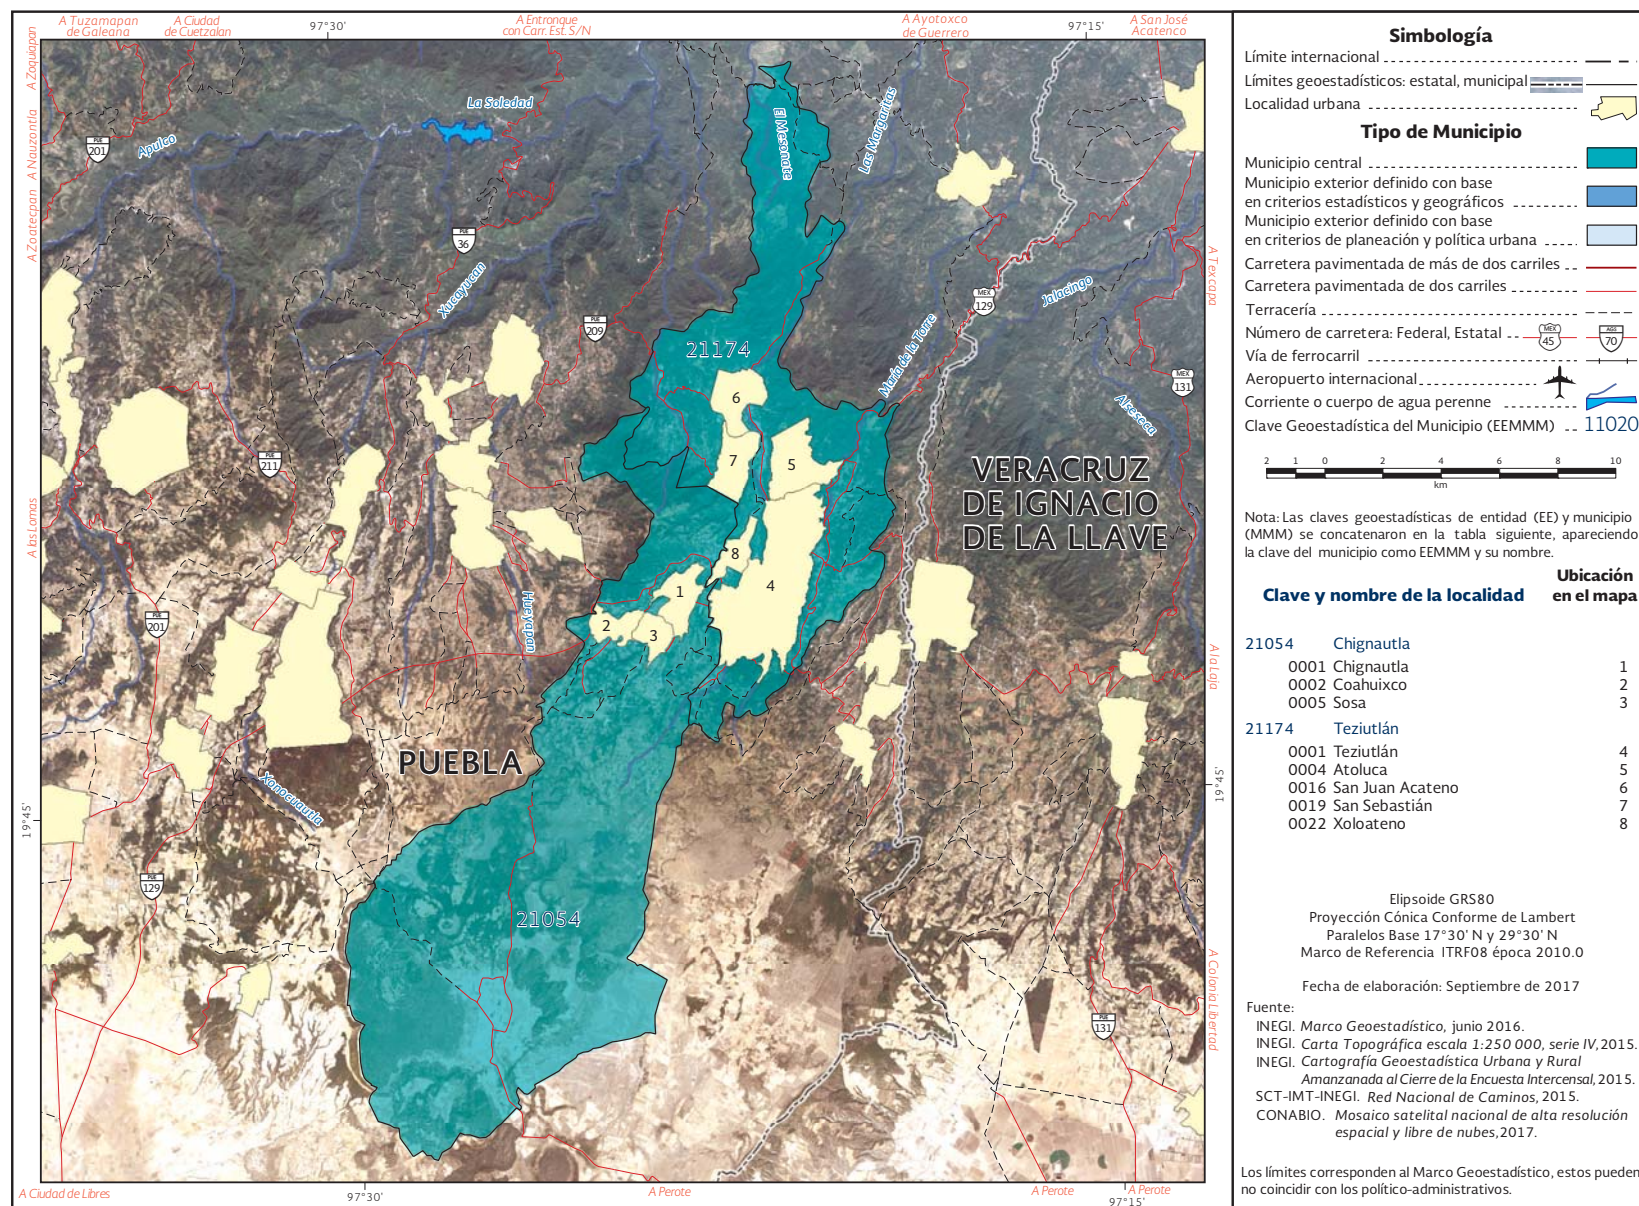 A Tuzamapan
de Galeana
A Ciudad
de Cuetzalan
97°30'
A Entronque
con Carr. Est. S/N
A Ayotoxco
de Guerrero
97°15'
A San José
Acatenco
A Zoquiapan
A Nauzontla
A Zoatecpan
A las Lomas
19°45'
A Texcapa
A la Laja
19°45'
A Colonia Libertad
La Soledad
Apulco
El Mesonate
Las Margaritas
PUE
201
PUE
36
Xucayucan
PUE
209
MEX
129
Jalacingo
María de la Torre
MEX
131
Alseseca
21174
6
7
5
PUE
211
VERACRUZ
DE IGNACIO
DE LA LLAVE
8
4
1
2
3
Hueyapan
PUE
201
PUEBLA
Xonocuautla
PUE
129
21054
PUE
131
A Ciudad de Libres
97°30'
A Perote
A Perote
97°15'
A Perote
Simbología
Límite internacional
Límites geoestadísticos: estatal, municipal
Localidad urbana
Tipo de Municipio
Municipio central
Municipio exterior definido con base
en criterios estadísticos y geográficos
Municipio exterior definido con base
en criterios de planeación y política urbana
Carretera pavimentada de más de dos carriles
Carretera pavimentada de dos carriles
Terracería
Número de carretera: Federal, Estatal MEX 45 AGS 70
Vía de ferrocarril
Aeropuerto internacional
Corriente o cuerpo de agua perenne
Clave Geoestadística del Municipio (EEMMM) 11020
2 1 0 2 4 6 8 10
km
Nota: Las claves geoestadísticas de entidad (EE) y municipio
(MMM) se concatenaron en la tabla siguiente, apareciendo
la clave del municipio como EEMMM y su nombre.
Clave y nombre de la localidad Ubicación en el mapa
21054 Chignautla
0001 Chignautla 1
0002 Coahuixco 2
0005 Sosa 3
21174 Teziutlán
0001 Teziutlán 4
0004 Atoluca 5
0016 San Juan Acateno 6
0019 San Sebastián 7
0022 Xoloateno 8
Elipsoide GRS80
Proyección Cónica Conforme de Lambert
Paralelos Base 17°30' N y 29°30' N
Marco de Referencia ITRF08 época 2010.0
Fecha de elaboración: Septiembre de 2017
Fuente:
INEGI. Marco Geoestadístico, junio 2016.
INEGI. Carta Topográfica escala 1:250 000, serie IV, 2015.
INEGI. Cartografía Geoestadística Urbana y Rural
Amanzanada al Cierre de la Encuesta Intercensal, 2015.
SCT-IMT-INEGI. Red Nacional de Caminos, 2015.
CONABIO. Mosaico satelital nacional de alta resolución
espacial y libre de nubes, 2017.
Los límites corresponden al Marco Geoestadístico, estos pueden
no coincidir con los político-administrativos.